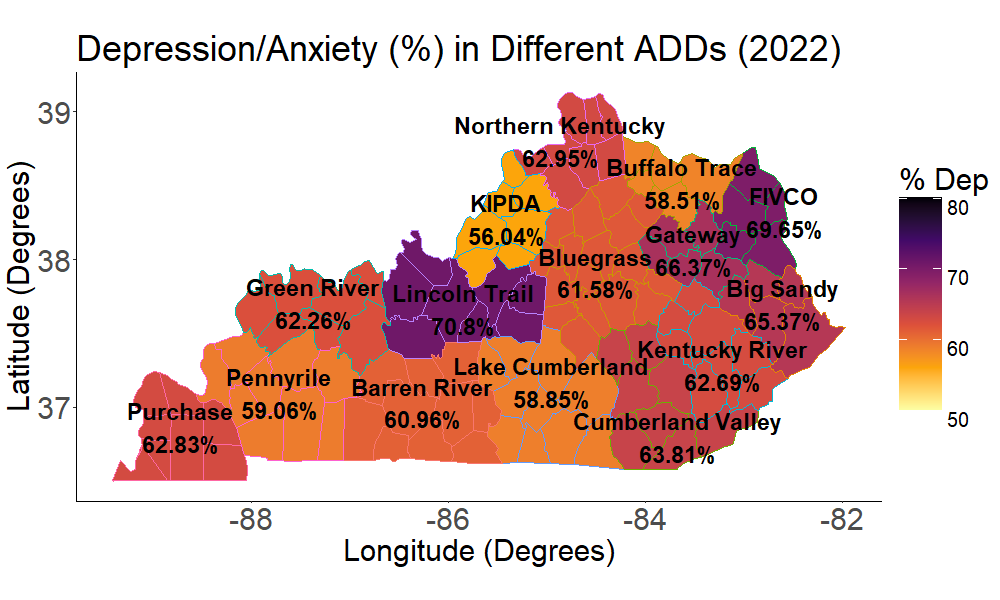 Depression/Anxiety (%) in Different ADDs (2022)
39
38
37
Latitude (Degrees)
Northern Kentucky
62.95%
Buffalo Trace
58.51%
FIVCO
69.65%
KIPDA
56.04%
Gateway
66.37%
Bluegrass
61.58%
Big Sandy
65.37%
Green River
62.26%
Lincoln Trail
70.8%
Kentucky River
62.69%
Lake Cumberland
58.85%
Pennyrile
59.06%
Barren River
60.96%
Purchase
62.83%
Cumberland Valley
63.81%
-88
-86
-84
-82
Longitude (Degrees)
% Dep
80
70
60
50